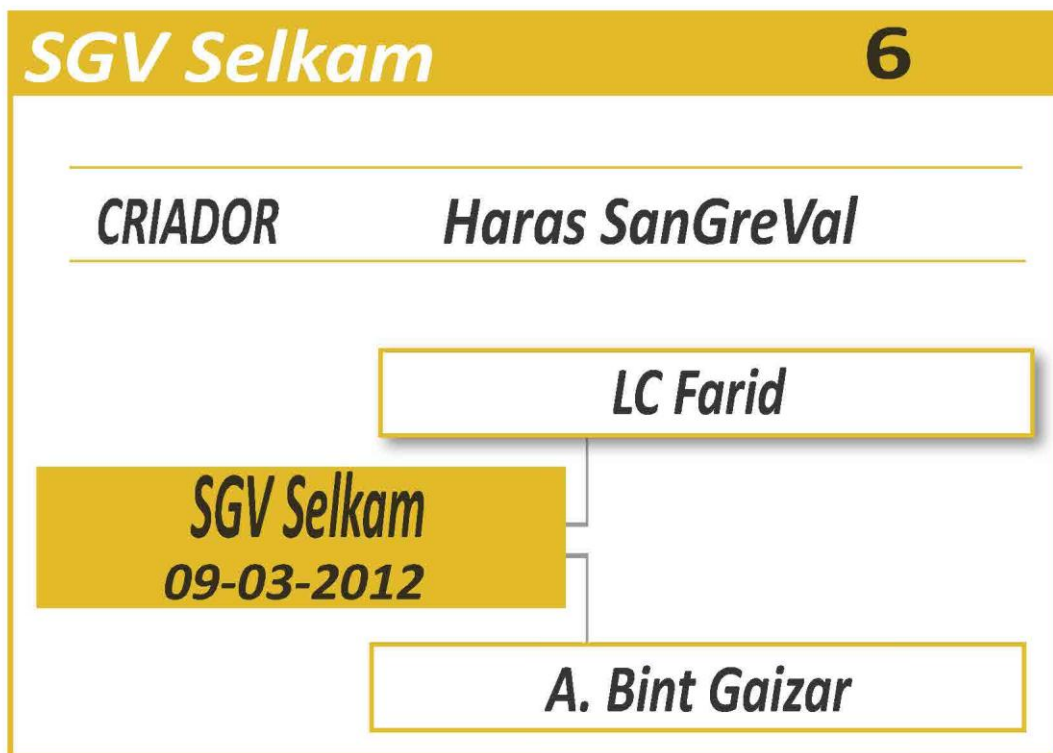 SGV Selkam 6
CRIADOR Haras SanGreVal
LC Farid
SGV Selkam
09-03-2012
A. Bint Gaizar